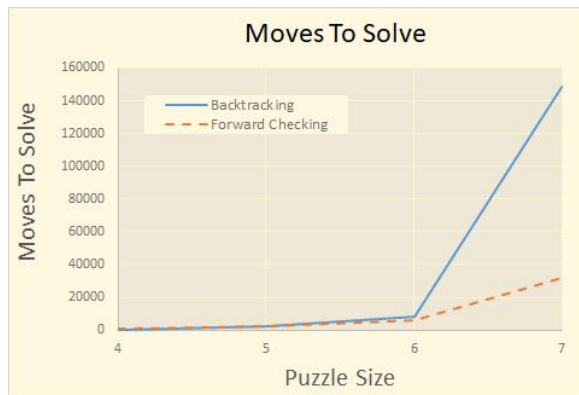 Moves To Solve
160000
140000
120000
100000
80000
60000
40000
20000
0
Backtracking
Forward Checking
Moves To Solve
4 5 6 7
Puzzle Size